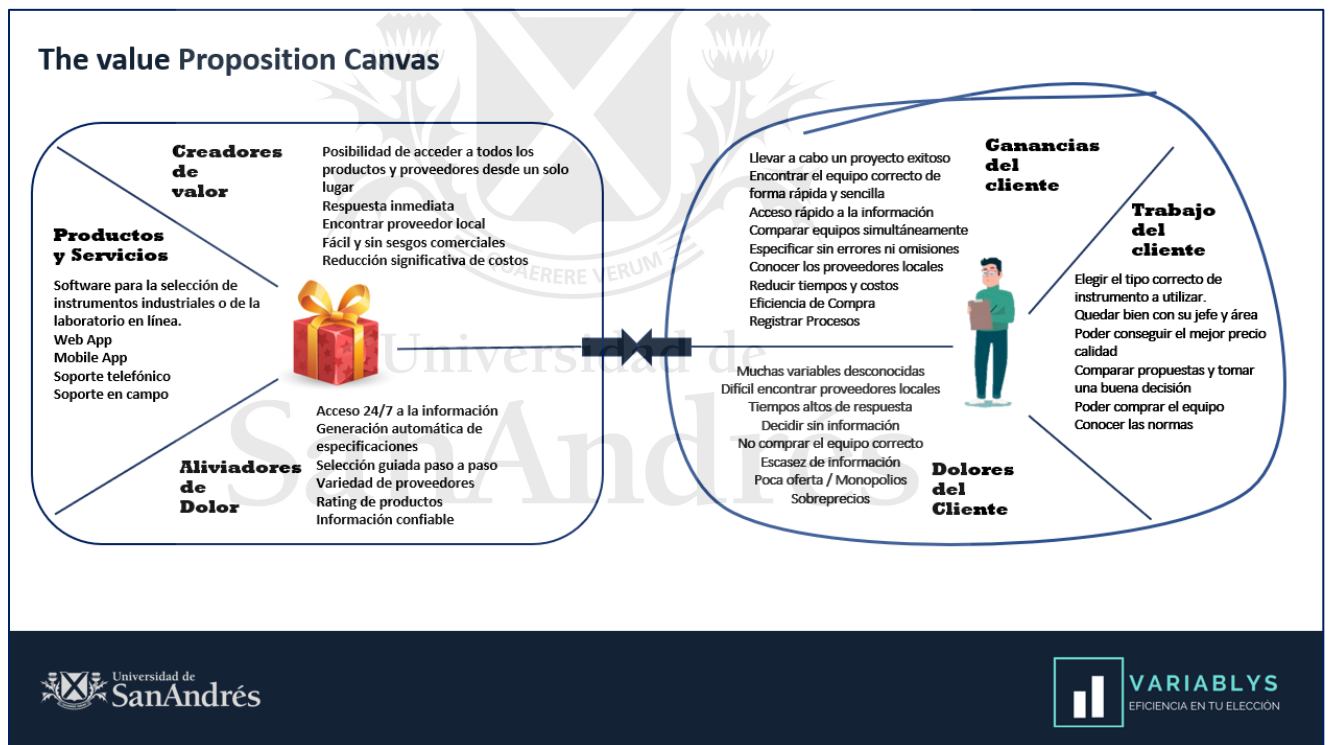 The value Proposition Canvas
Creadores
de
valor
Posibilidad de acceder a todos los
productos y proveedores desde un solo
lugar
Respuesta inmediata
Encontrar proveedor local
Fácil y sin sesgos comerciales
Reducción significativa de costos
Productos
y Servicios
Software para la selección de
instrumentos industriales o de la
laboratorio en línea.
Web App
Mobile App
Soporte telefónico
Soporte en campo
Aliviadores
de
Dolor
Acceso 24/7 a la información
Generación automática de
especificaciones
Selección guiada paso a paso
Variedad de proveedores
Rating de productos
Información confiable
Llevar a cabo un proyecto exitoso
Encontrar el equipo correcto de
forma rápida y sencilla
Acceso rápido a la información
Comparar equipos simultáneamente
Especificar sin errores ni omisiones
Conocer los proveedores locales
Reducir tiempos y costos
Eficiencia de Compra
Registrar Procesos
Ganancias
del
cliente
Trabajo
del
cliente
Elegir el tipo correcto de
instrumento a utilizar.
Quedar bien con su jefe y área
Poder conseguir el mejor precio
calidad
Comparar propuestas y tomar
una buena decisión
Poder comprar el equipo
Conocer las normas
Muchas variables desconocidas
Difícil encontrar proveedores locales
Tiempos altos de respuesta
Decidir sin información
No comprar el equipo correcto
Escasez de información
Poca oferta / Monopolios
Sobreprecios
Dolores
del
Cliente
QUAERERE VERUM
Universidad de
SanAndrés
Universidad de
SanAndrés
VARIABLYS
EFICIENCIA EN TU ELECCIÓN